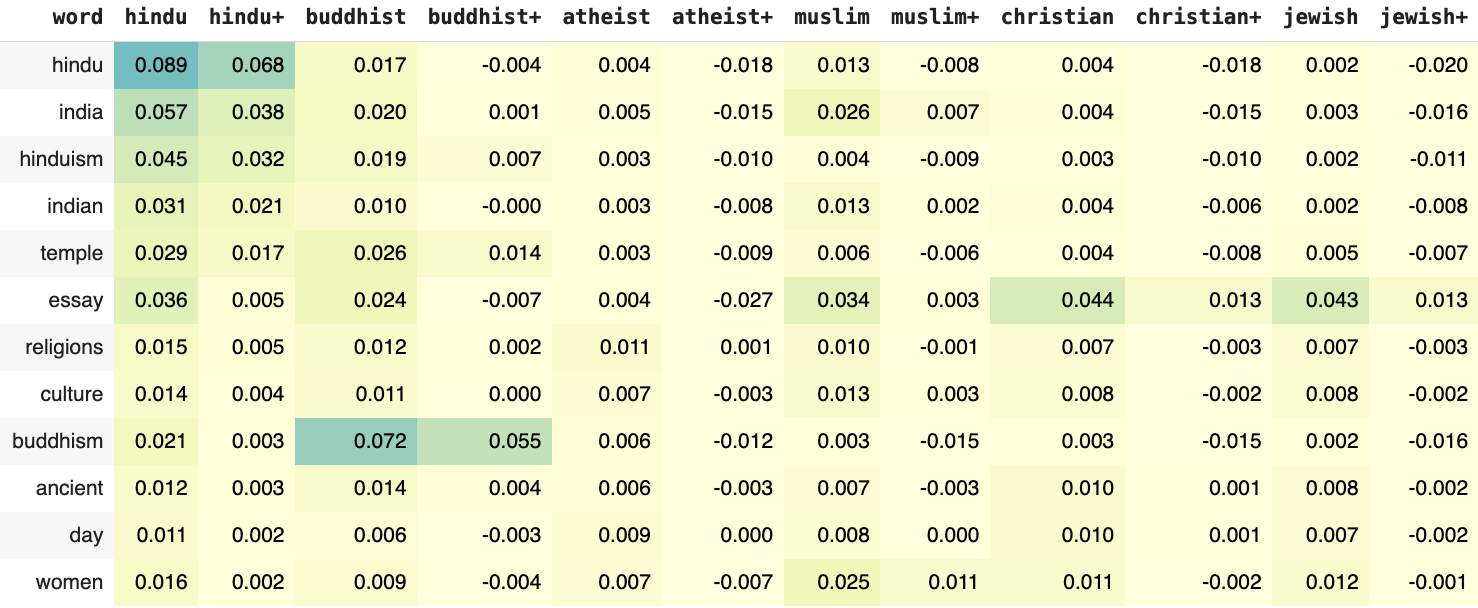 word hindu hindu+ buddhist buddhist+ atheist atheist+ muslim muslim+ christian christian+ jewish jewish+
hindu 0.089 0.068 0.017 -0.004 0.004 -0.018 0.013 -0.008 0.004 -0.018 0.002 -0.020
india 0.057 0.038 0.020 0.001 0.005 -0.015 0.026 0.007 0.004 -0.015 0.003 -0.016
hinduism 0.045 0.032 0.019 0.007 0.003 -0.010 0.004 -0.009 0.003 -0.010 0.002 -0.011
indian 0.031 0.021 0.010 -0.000 0.003 -0.008 0.013 0.002 0.004 -0.006 0.002 -0.008
temple 0.029 0.017 0.026 0.014 0.003 -0.009 0.006 -0.006 0.004 -0.008 0.005 -0.007
essay 0.036 0.005 0.024 -0.007 0.004 -0.027 0.034 0.003 0.044 0.013 0.043 0.013
religions 0.015 0.005 0.012 0.002 0.011 0.001 0.010 -0.001 0.007 -0.003 0.007 -0.003
culture 0.014 0.004 0.011 0.000 0.007 -0.003 0.013 0.003 0.008 -0.002 0.008 -0.002
buddhism 0.021 0.003 0.072 0.055 0.006 -0.012 0.003 -0.015 0.003 -0.015 0.002 -0.016
ancient 0.012 0.003 0.014 0.004 0.006 -0.003 0.007 -0.003 0.010 0.001 0.008 -0.002
day 0.011 0.002 0.006 -0.003 0.009 0.000 0.008 0.000 0.010 0.001 0.007 -0.002
women 0.016 0.002 0.009 -0.004 0.007 -0.007 0.025 0.011 0.011 -0.002 0.012 -0.001